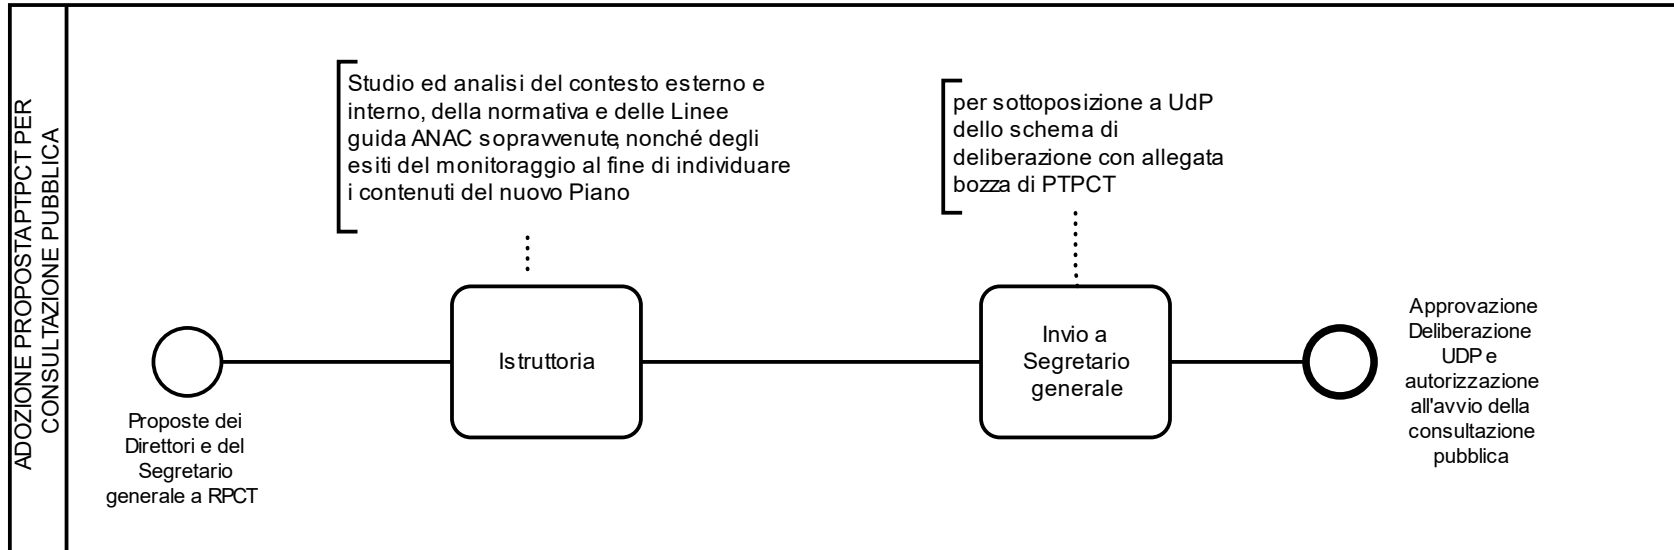 ADOZIONE PROPOSTA PTPCT PER
CONSULTAZIONE PUBBLICA
Studio ed analisi del contesto esterno e
interno, della normativa e delle Linee
guida ANAC sopravvenute, nonché degli
esiti del monitoraggio al fine di individuare
i contenuti del nuovo Piano
per sottoposizione a UdP
dello schema di
deliberazione con allegata
bozza di PTPCT
Proposte dei
Direttori e del
Segretario
generale a RPCT
Istruttoria
Invio a
Segretario
generale
Approvazione
Deliberazione
UDP e
autorizzazione
all'avvio della
consultazione
pubblica